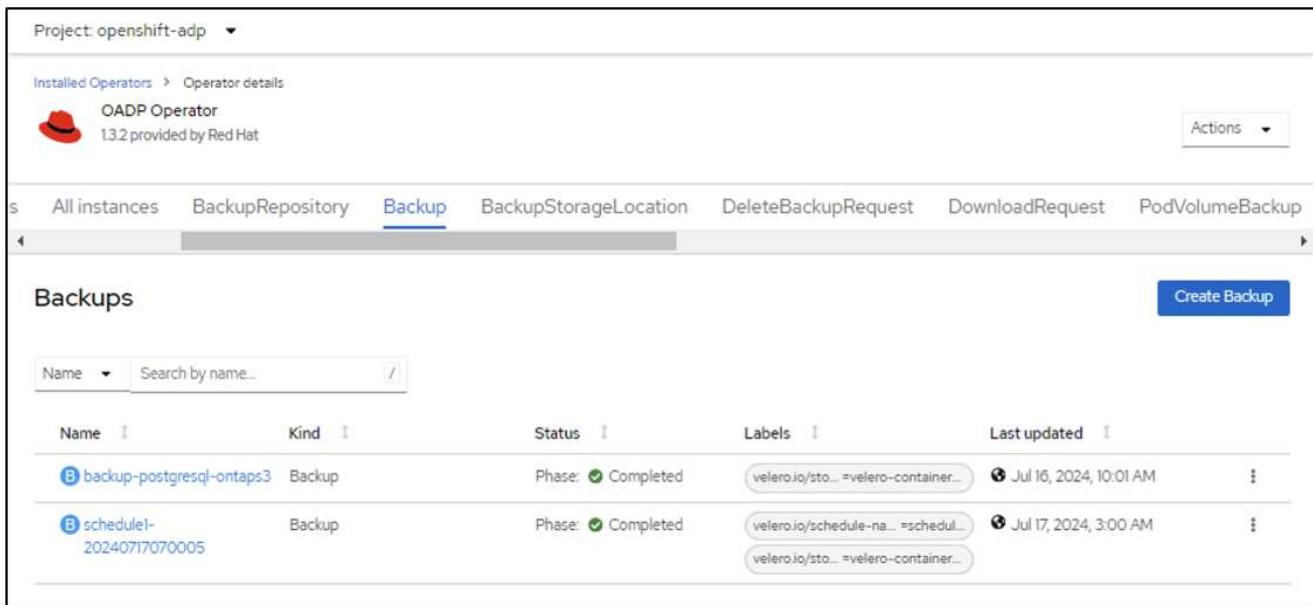 Project: openshift-adp
Installed Operators > Operator details
OADP Operator
1.3.2 provided by Red Hat
Actions
s All instances BackupRepository Backup BackupStorageLocation DeleteBackupRequest DownloadRequest PodVolumeBackup
Backups
Create Backup
Name Search by name... /
Name Kind Status Labels Last updated
B backup-postgresql-ontaps3 Backup Phase: Completed velero.io/sto... =velero-container... Jul 16, 2024, 10:01 AM
B schedule1- Backup Phase: Completed velero.io/schedule-na... =schedul... Jul 17, 2024, 3:00 AM
20240717070005 velero.io/sto... =velero-container...